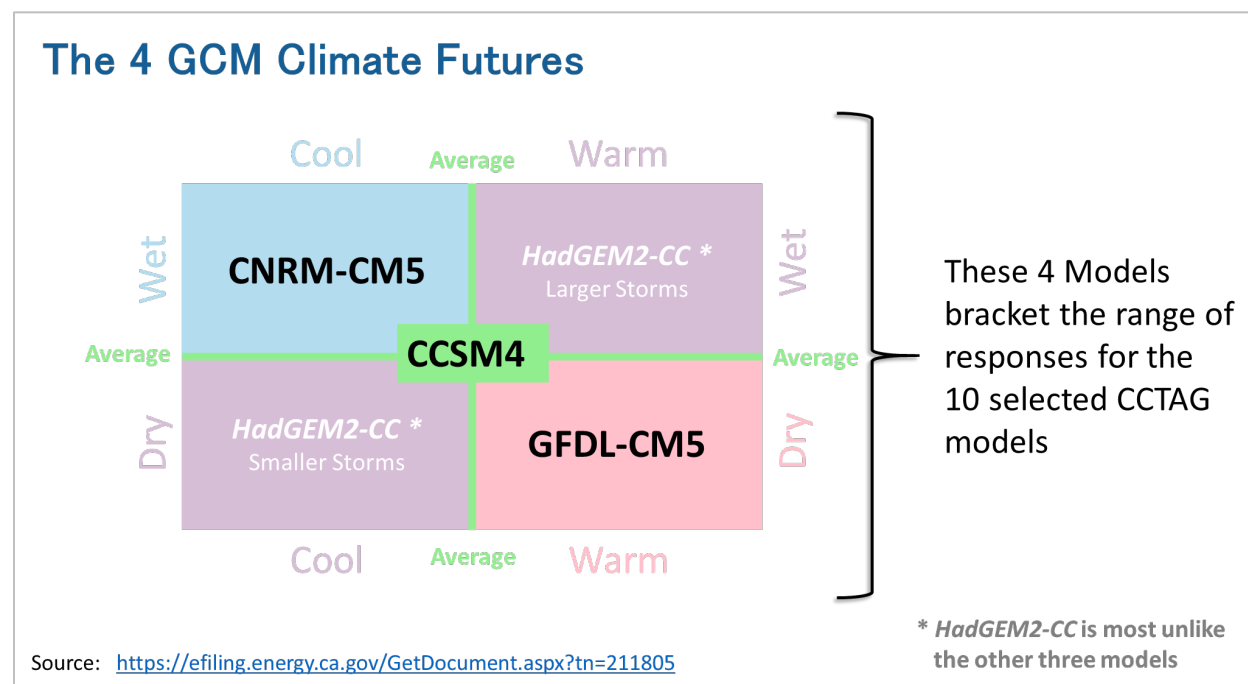 The 4 GCM Climate Futures
Cool
Average
Warm
Wet
CNRM-CM5
HadGEM2-CC *
Larger Storms
Wet
Average
CCSM4
Average
Dry
HadGEM2-CC *
Smaller Storms
GFDL-CM5
Dry
Cool
Average
Warm
These 4 Models
bracket the range of
responses for the
10 selected CCTAG
models
* HadGEM2-CC is most unlike
the other three models
Source: https://efiling.energy.ca.gov/GetDocument.aspx?tn=211805